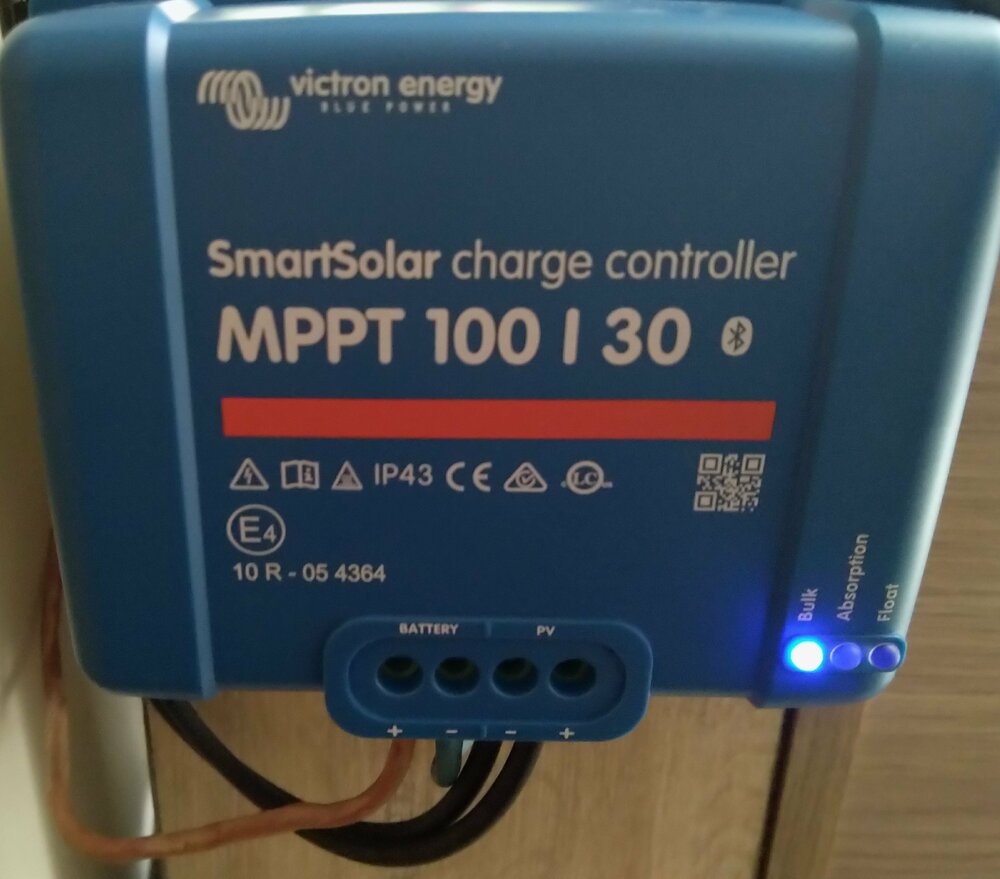 victron energy
BLUE POWER
SmartSolar charge controller
MPPT 100 | 30
IP43 CE
E4
10 R - 05 4364
Bulk
Absorption
Float
BATTERY PV
+ - - +